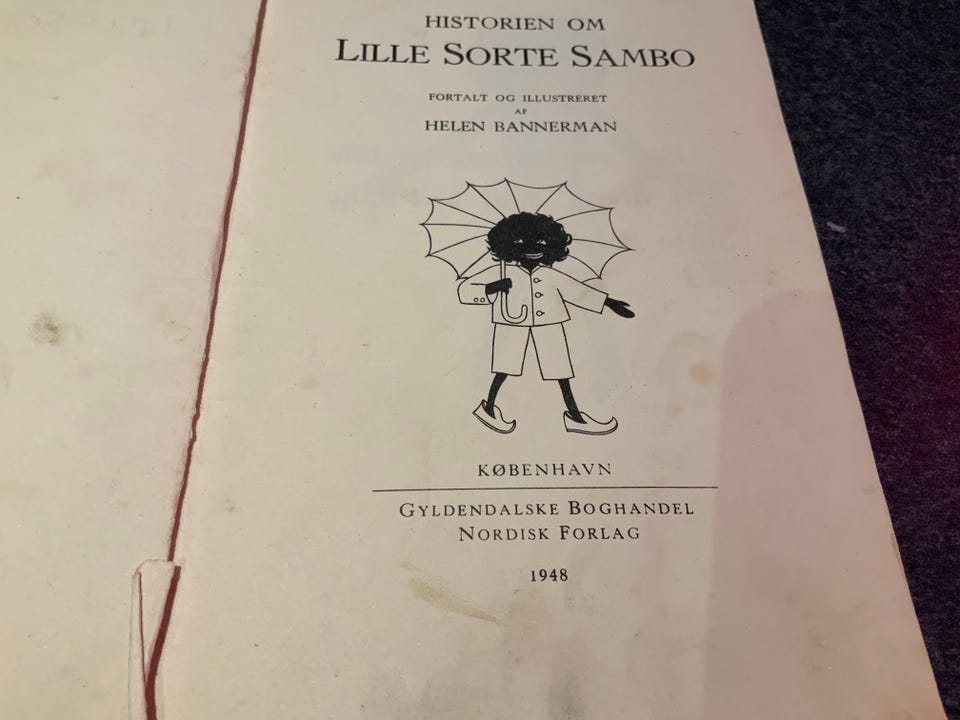 HISTORIEN OM
LILLE SORTE SAMBO
FORTALT OG ILLUSTRERET
AF
HELEN BANNERMAN
KØBENHAVN
GYLDENDALSKE BOGHANDEL
NORDISK FORLAG
1948